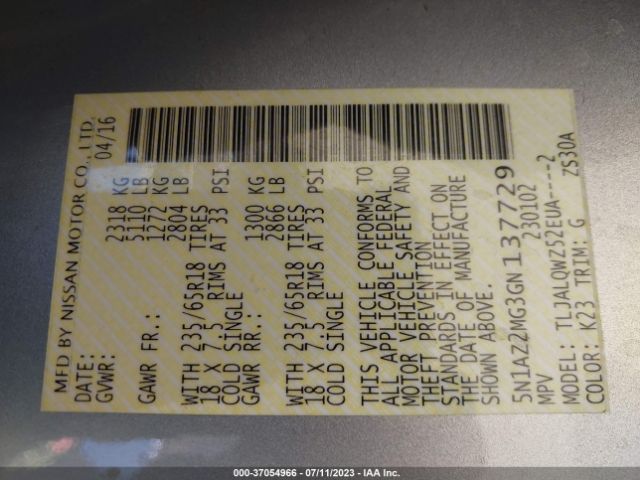 MFD BY NISSAN MOTOR CO., LTD.
DATE: 04/16
GVWR: 2318 KG
5110 LB
GAWR FR.: 1272 KG
2804 LB
WITH 235/65R18 TIRES
18 X 7.5 RIMS AT 33 PSI
COLD SINGLE
GAWR RR.: 1300 KG
2866 LB
WITH 235/65R18 TIRES
18 X 7.5 RIMS AT 33 PSI
COLD SINGLE
THIS VEHICLE CONFORMS TO
ALL APPLICABLE FEDERAL
MOTOR VEHICLE SAFETY AND
THEFT PREVENTION
STANDARDS IN EFFECT ON
THE DATE OF MANUFACTURE
SHOWN ABOVE.
5N1AZ2MG3GN137729
MPV 230102
MODEL: TLJALQWZ52EUA----2
COLOR: K23 TRIM: G Z530A
000-37054966 - 07/11/2023 - IAA Inc.